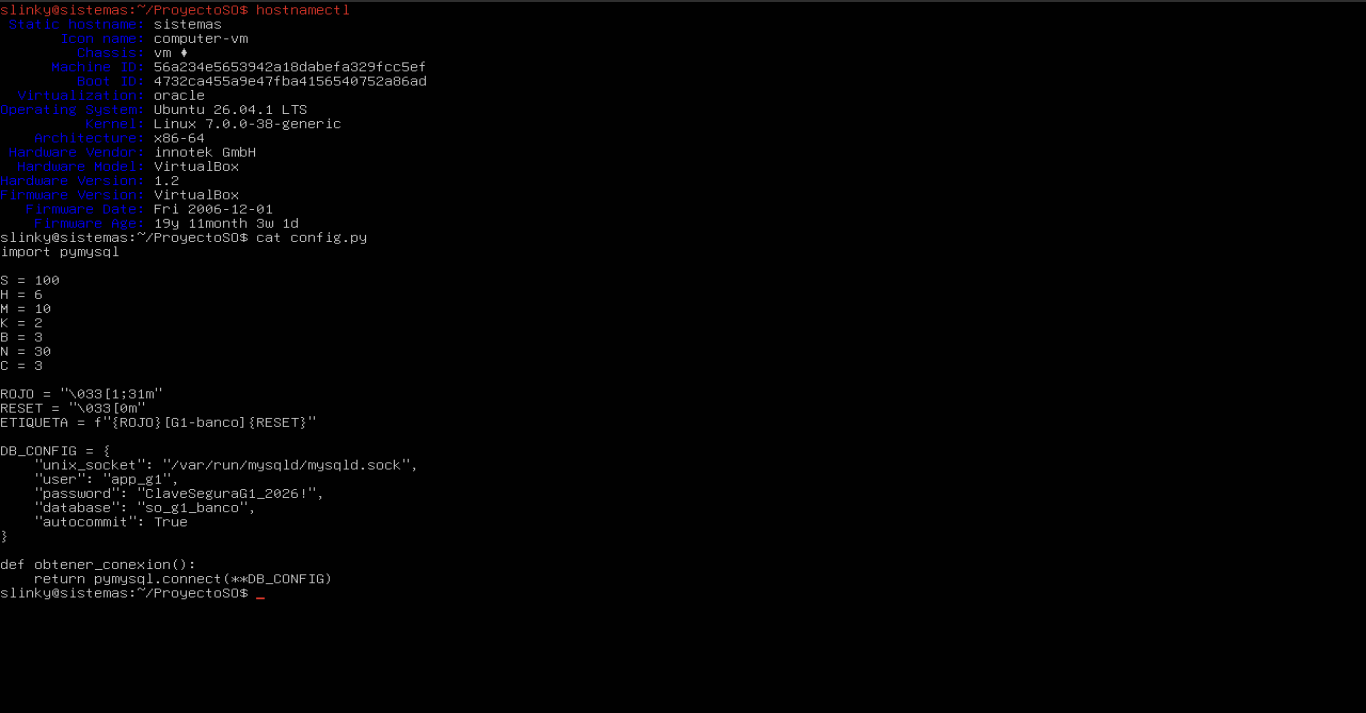 slinky@sistemas:~/ProyectoSO$ hostnamectl
Static hostname: sistemas
Icon name: computer-vm
Chassis: vm ♦
Machine ID: 56a234e5653942a18dabefa329fcc5ef
Boot ID: 4732ca455a9e47fba4156540752a86ad
Virtualization: oracle
Operating System: Ubuntu 26.04.1 LTS
Kernel: Linux 7.0.0-38-generic
Architecture: x86-64
Hardware Vendor: innotek GmbH
Hardware Model: VirtualBox
Hardware Version: 1.2
Firmware Version: VirtualBox
Firmware Date: Fri 2006-12-01
Firmware Age: 19y 11month 3w 1d
slinky@sistemas:~/ProyectoSO$ cat config.py
import pymysql

S = 100
H = 6
M = 10
K = 2
B = 3
N = 30
C = 3

ROJO = "\033[1;31m"
RESET = "\033[0m"
ETIQUETA = f"{ROJO}[G1-banco]{RESET}"

DB_CONFIG = {
    "unix_socket": "/var/run/mysqld/mysqld.sock",
    "user": "app_g1",
    "password": "ClaveSeguraG1_2026!",
    "database": "so_g1_banco",
    "autocommit": True
}

def obtener_conexion():
    return pymysql.connect(**DB_CONFIG)
slinky@sistemas:~/ProyectoSO$ _